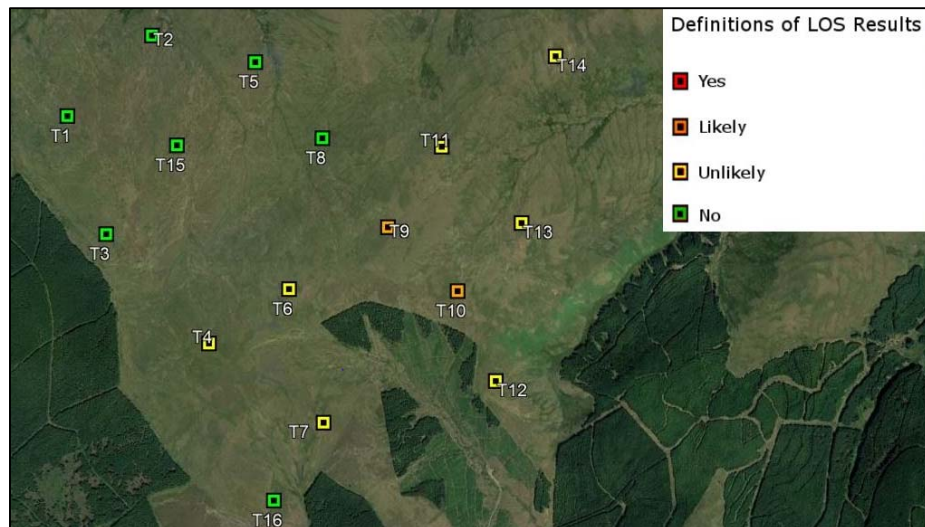 Definitions of LOS Results
Yes
Likely
Unlikely
No
T2
T5
T14
T1
T15
T8
T11
T3
T9
T13
T6
T10
T4
T12
T7
T16